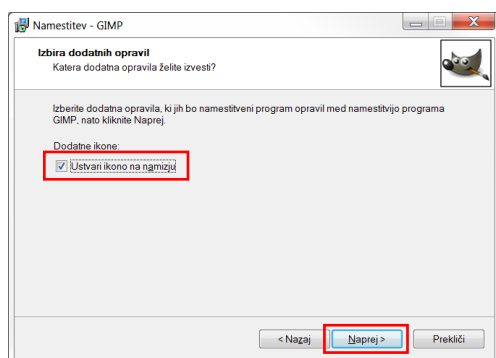 Namestitev - GIMP
Izbira dodatnih opravil
Katera dodatna opravila želite izvesti?
Izberite dodatna opravila, ki jih bo namestitveni program opravil med namestitvijo programa
GIMP, nato kliknite Naprej.
Dodatne ikone:
Ustvari ikono na namizju
< Nazaj Naprej > Prekliči